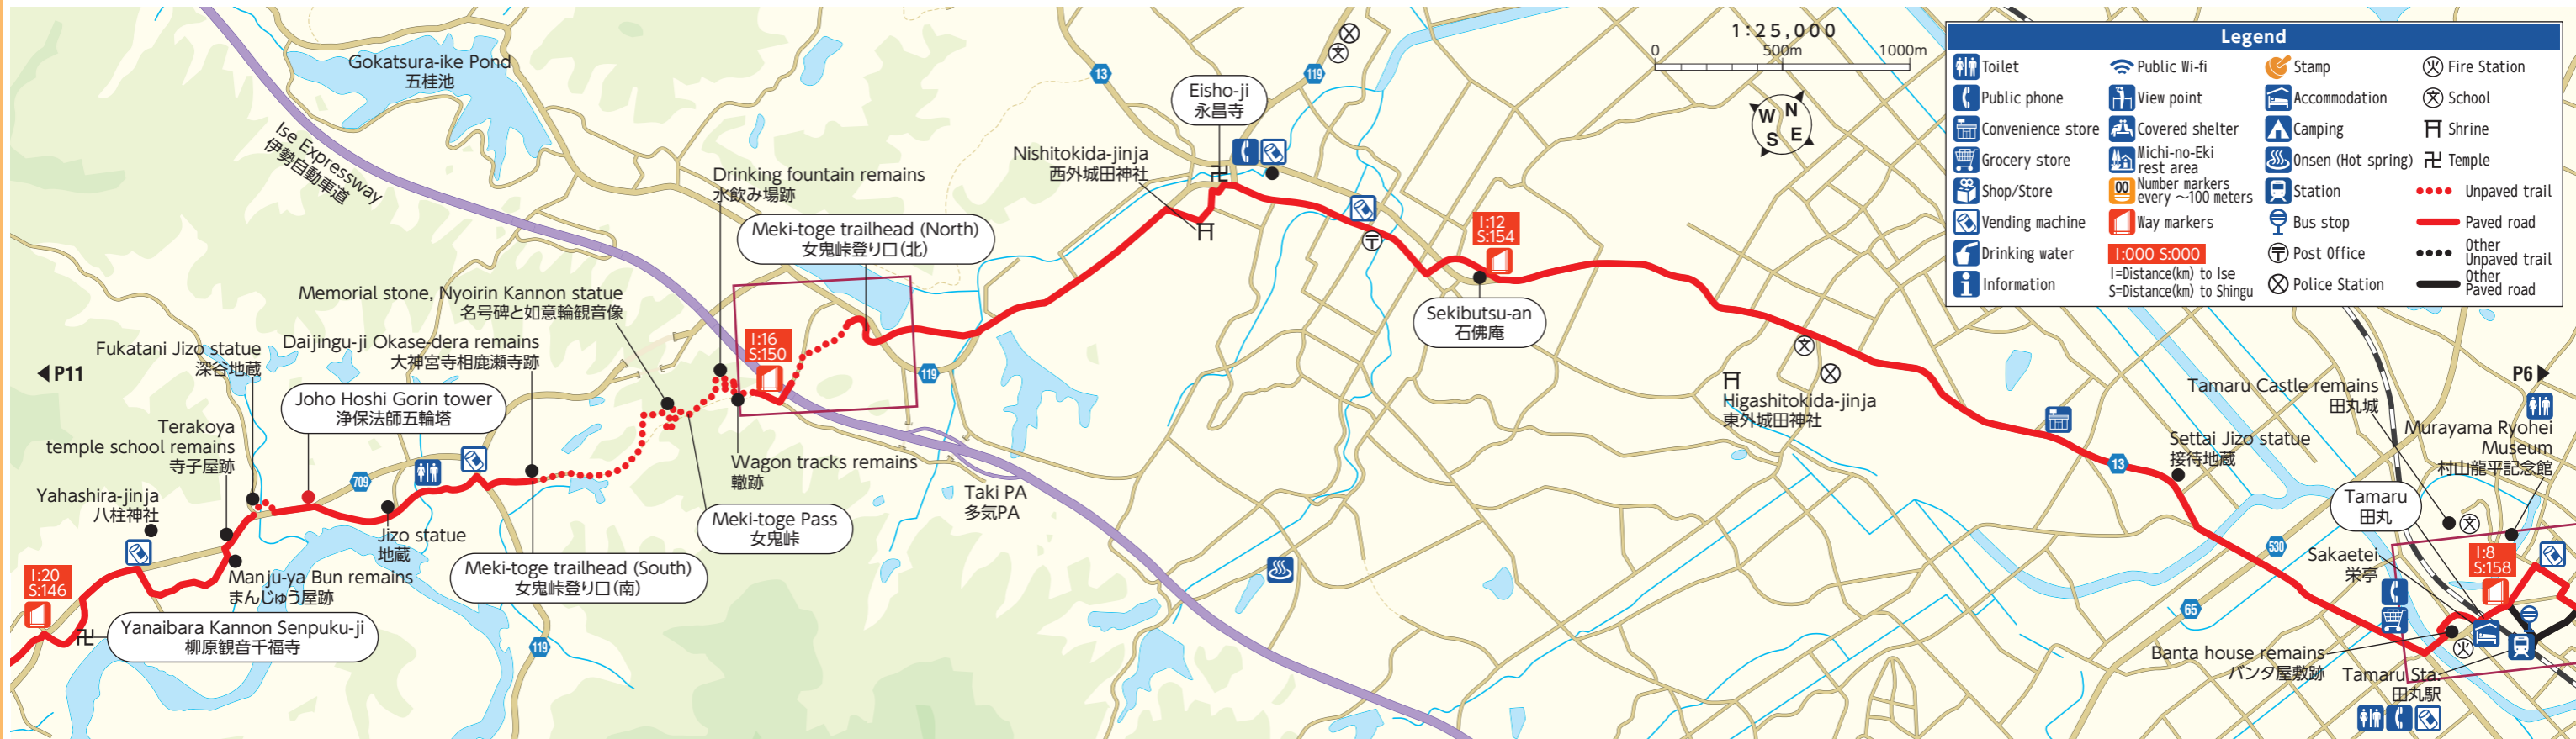 Gokatsura-ike Pond
五桂池
Ise Expressway
伊勢自動車道
13
119
1:25,000
0
500m
1000m
W
N
S
E
Eisho-ji
永昌寺
Nishitokida-jinja
西外城田神社
Drinking fountain remains
水飲み場跡
Meki-toge trailhead (North)
女鬼峠登り口(北)
Memorial stone, Nyoirin Kannon statue
名号碑と如意輪観音像
Daijingu-ji Okase-dera remains
大神宮寺相鹿瀬寺跡
Fukatani Jizo statue
深谷地蔵
◀P11
Joho Hoshi Gorin tower
浄保法師五輪塔
Terakoya
temple school remains
寺子屋跡
Yahashira-jinja
八柱神社
I:20
S:146
Yanaibara Kannon Senpuku-ji
柳原観音千福寺
Manju-ya Bun remains
まんじゅう屋跡
Jizo statue
地蔵
709
Meki-toge trailhead (South)
女鬼峠登り口(南)
119
I:16
S:150
119
Wagon tracks remains
轍跡
Meki-toge Pass
女鬼峠
Taki PA
多気PA
I:12
S:154
Sekibutsu-an
石佛庵
Higashitokida-jinja
東外城田神社
13
Settai Jizo statue
接待地蔵
Tamaru Castle remains
田丸城
P6▶
Murayama Ryohei
Museum
村山龍平記念館
Tamaru
田丸
530
65
Sakaetei
栄亭
I:8
S:158
Banta house remains
バンタ屋敷跡
Tamaru Sta.
田丸駅
Legend
Toilet
Public phone
Convenience store
Grocery store
Shop/Store
Vending machine
Drinking water
Information
Public Wi-fi
View point
Covered shelter
Michi-no-Eki
rest area
00
Number markers
every ～100 meters
Way markers
I:000 S:000
I=Distance(km) to Ise
S=Distance(km) to Shingu
Stamp
Accommodation
Camping
Onsen (Hot spring)
Station
Bus stop
Post Office
Police Station
Fire Station
School
Shrine
Temple
Unpaved trail
Paved road
Other
Unpaved trail
Other
Paved road